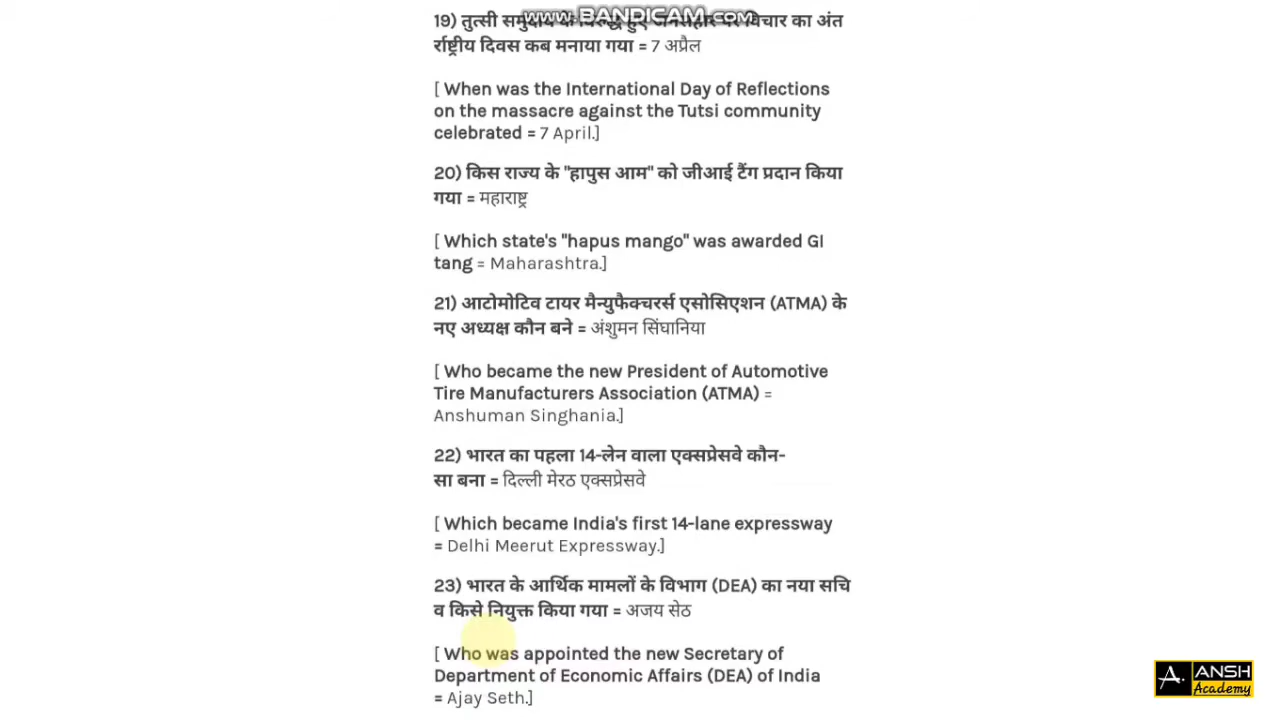 www.BANDICAM.com
19) तुत्सी समुदाय के विरुद्ध हुए जनसंहार पर विचार का अंत
र्राष्ट्रीय दिवस कब मनाया गया = 7 अप्रैल
[ When was the International Day of Reflections
on the massacre against the Tutsi community
celebrated = 7 April.]
20) किस राज्य के "हापुस आम" को जीआई टैंग प्रदान किया
गया = महाराष्ट्र
[ Which state's "hapus mango" was awarded GI
tang = Maharashtra.]
21) आटोमोटिव टायर मैन्युफैक्चरर्स एसोसिएशन (ATMA) के
नए अध्यक्ष कौन बने = अंशुमन सिंघानिया
[ Who became the new President of Automotive
Tire Manufacturers Association (ATMA) =
Anshuman Singhania.]
22) भारत का पहला 14-लेन वाला एक्सप्रेसवे कौन-
सा बना = दिल्ली मेरठ एक्सप्रेसवे
[ Which became India's first 14-lane expressway
= Delhi Meerut Expressway.]
23) भारत के आर्थिक मामलों के विभाग (DEA) का नया सचि
व किसे नियुक्त किया गया = अजय सेठ
[ Who was appointed the new Secretary of
Department of Economic Affairs (DEA) of India
= Ajay Seth.]
A. ANSH
Academy